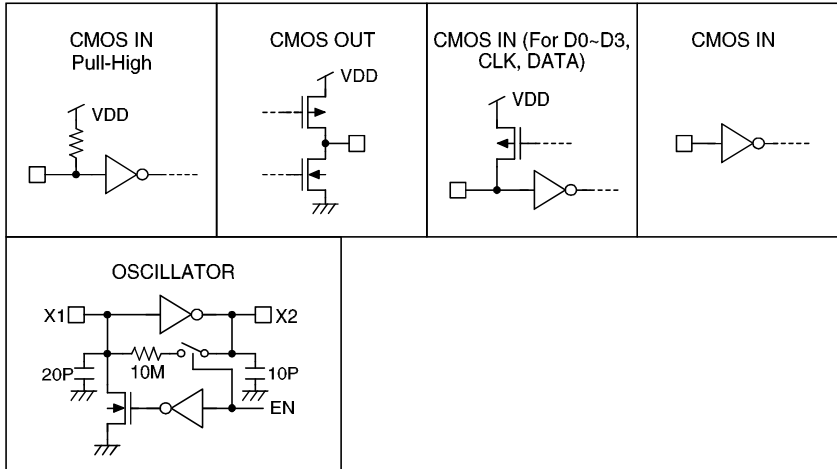 CMOS IN
Pull-High
VDD
CMOS OUT
VDD
CMOS IN (For D0~D3,
CLK, DATA)
VDD
CMOS IN
OSCILLATOR
X1
X2
20P
10M
10P
EN